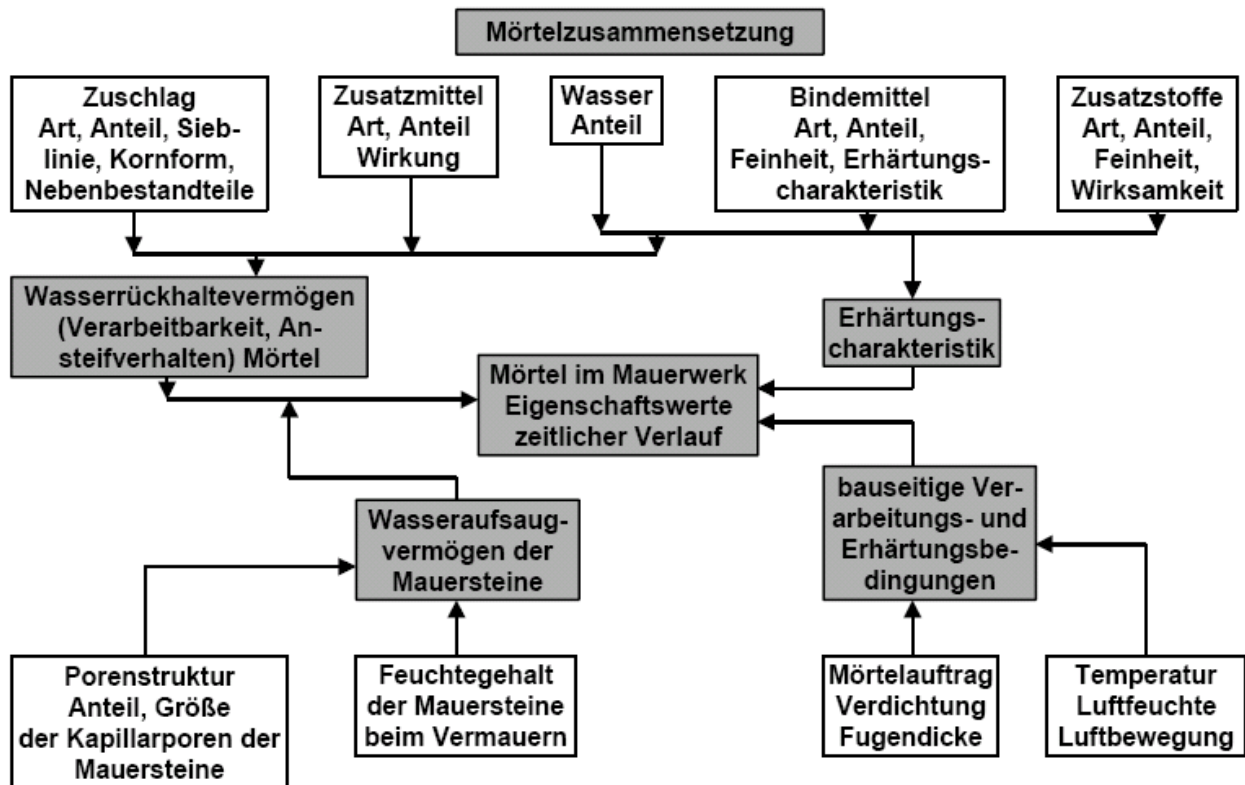 Mörtelzusammensetzung
Zuschlag
Art, Anteil, Sieb-
linie, Kornform,
Nebenbestandteile
Zusatzmittel
Art, Anteil
Wirkung
Wasser
Anteil
Bindemittel
Art, Anteil,
Feinheit, Erhärtungs-
charakteristik
Zusatzstoffe
Art, Anteil,
Feinheit,
Wirksamkeit
Wasserrückhaltevermögen
(Verarbeitbarkeit, An-
steifverhalten) Mörtel
Erhärtungs-
charakteristik
Mörtel im Mauerwerk
Eigenschaftswerte
zeitlicher Verlauf
Wasseraufsaug-
vermögen der
Mauersteine
bauseitige Ver-
arbeitungs- und
Erhärtungsbe-
dingungen
Porenstruktur
Anteil, Größe
der Kapillarporen der
Mauersteine
Feuchtegehalt
der Mauersteine
beim Vermauern
Mörtelauftrag
Verdichtung
Fugendicke
Temperatur
Luftfeuchte
Luftbewegung